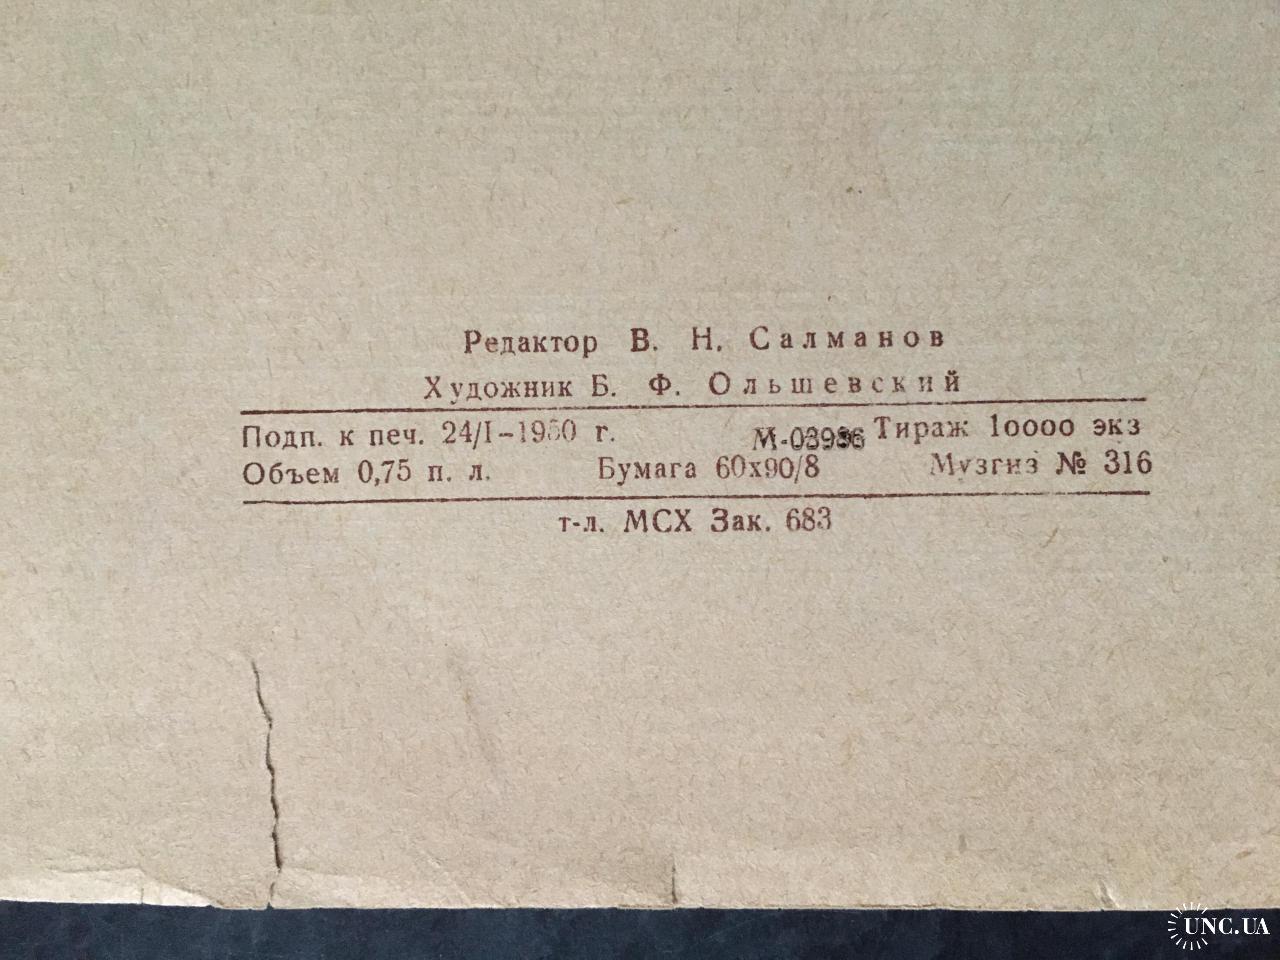 Редактор В. Н. Салманов
Художник Б. Ф. Ольшевский
Подп. к печ. 24/I-1950 г. Тираж 10000 экз
Объем 0,75 п. л. Бумага 60х90/8 Музгиз № 316
т-л. МСХ Зак. 683
UNC.UA